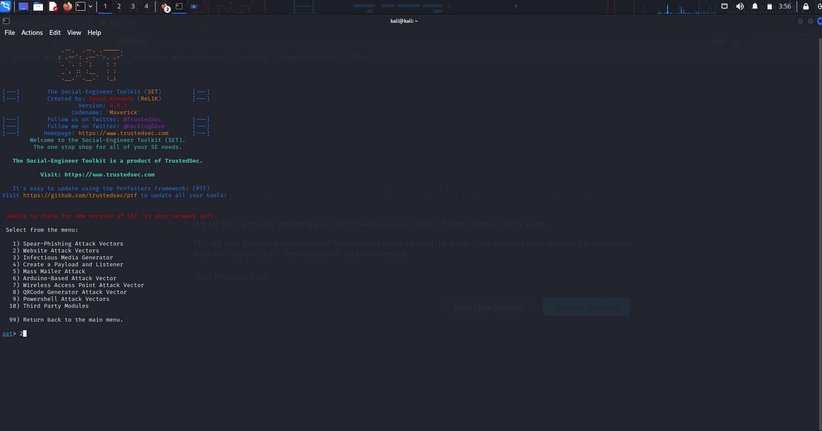 1 2 3 4
3:56
kali@kali: ~
File Actions Edit View Help
[---] The Social-Engineer Toolkit (SET) [---]
[---] Created by: David Kennedy (ReL1K) [---]
Version: 8.0.3
Codename: 'Maverick'
[---] Follow us on Twitter: @TrustedSec [---]
[---] Follow me on Twitter: @HackingDave [---]
[---] Homepage: https://www.trustedsec.com [---]
Welcome to the Social-Engineer Toolkit (SET).
The one stop shop for all of your SE needs.
The Social-Engineer Toolkit is a product of TrustedSec.
Visit: https://www.trustedsec.com
It's easy to update using the PenTesters Framework! (PTF)
Visit https://github.com/trustedsec/ptf to update all your tools!
Unable to check for new version of SET (is your network up?)
Select from the menu:
1) Spear-Phishing Attack Vectors
2) Website Attack Vectors
3) Infectious Media Generator
4) Create a Payload and Listener
5) Mass Mailer Attack
6) Arduino-Based Attack Vector
7) Wireless Access Point Attack Vector
8) QRCode Generator Attack Vector
9) Powershell Attack Vectors
10) Third Party Modules
99) Return back to the main menu.
set> 2
Start New Session